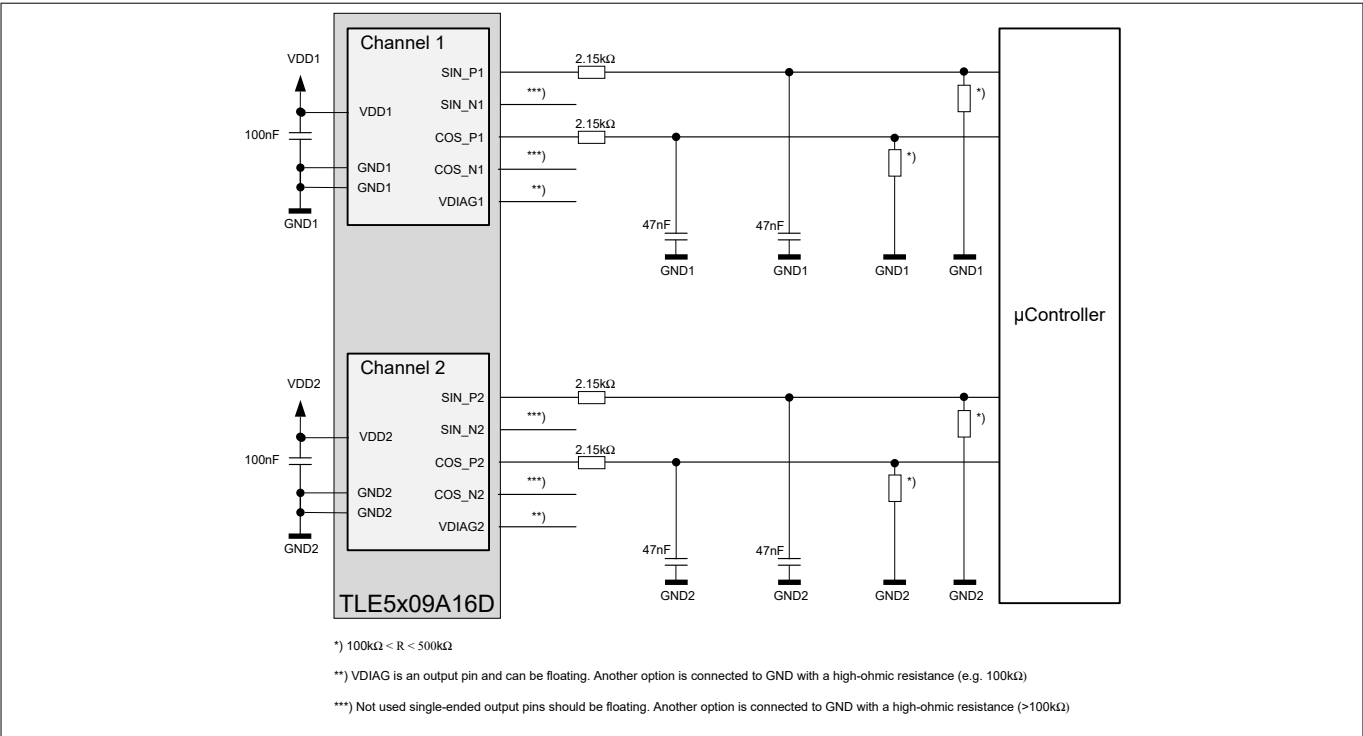 Channel 1
VDD1
SIN_P1
2.15kΩ
***)
SIN_N1
*)
VDD1
2.15kΩ
100nF
COS_P1
***)
*)
GND1
COS_N1
GND1
**)
VDIAG1
GND1
47nF
47nF
GND1
GND1
GND1
GND1
µController
Channel 2
VDD2
SIN_P2
2.15kΩ
***)
SIN_N2
*)
VDD2
2.15kΩ
100nF
COS_P2
***)
*)
GND2
COS_N2
GND2
**)
VDIAG2
GND2
47nF
47nF
GND2
GND2
GND2
GND2
TLE5x09A16D
*) 100kΩ < R < 500kΩ
**) VDIAG is an output pin and can be floating. Another option is connected to GND with a high-ohmic resistance (e.g. 100kΩ)
***) Not used single-ended output pins should be floating. Another option is connected to GND with a high-ohmic resistance (>100kΩ)